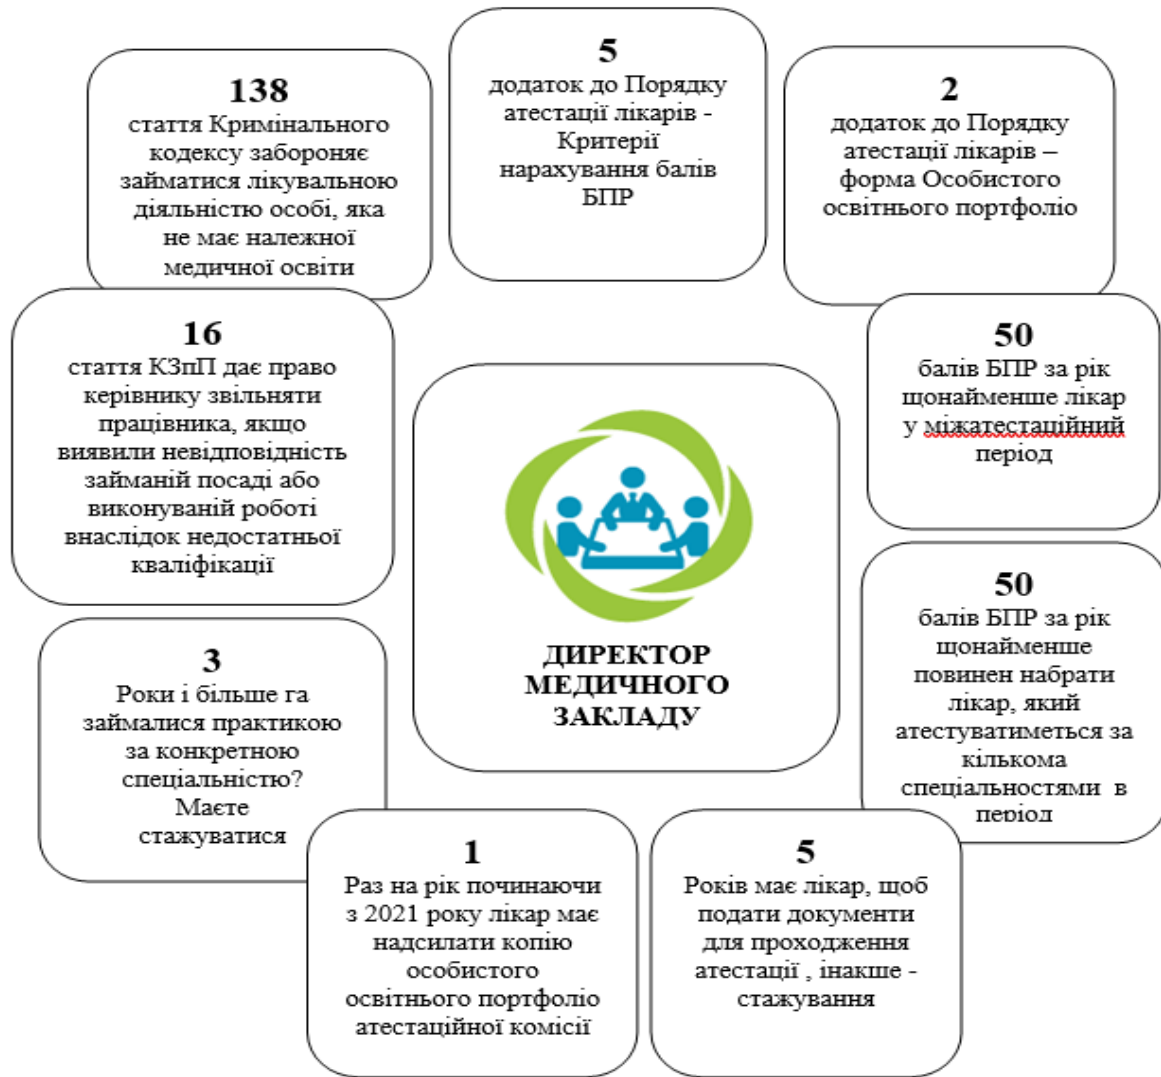 138
стаття Кримінального
кодексу забороняє
займатися лікувальною
діяльністю особі, яка
не має належної
медичної освіти
5
додаток до Порядку
атестації лікарів -
Критерії
нарахування балів
БПР
2
додаток до Порядку
атестації лікарів –
форма Особистого
освітнього портфоліо
16
стаття КЗпП дає право
керівнику звільняти
працівника, якщо
виявили невідповідність
займаній посаді або
виконуваній роботі
внаслідок недостатньої
кваліфікації
50
балів БПР за рік
щонайменше лікар
у міжатестаційний
період
ДИРЕКТОР
МЕДИЧНОГО
ЗАКЛАДУ
50
балів БПР за рік
щонайменше
повинен набрати
лікар, який
атестуватиметься за
кількома
спеціальностями в
період
3
Роки і більше га
займалися практикою
за конкретною
спеціальністю?
Маєте
стажуватися
1
Раз на рік починаючи
з 2021 року лікар має
надсилати копію
особистого
освітнього портфоліо
атестаційної комісії
5
Років має лікар, щоб
подати документи
для проходження
атестації , інакше -
стажування